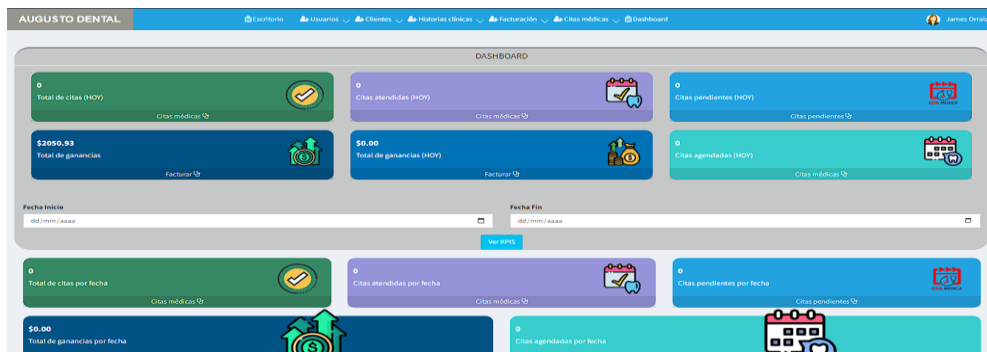 AUGUSTO DENTAL
Escritorio Usuarios Clientes Historias clínicas Facturación Citas médicas Dashboard
James Orrala
DASHBOARD
0
Total de citas (HOY)
Citas médicas
0
Citas atendidas (HOY)
Citas médicas
0
Citas pendientes (HOY)
CITA MÉDICA
Citas pendientes
$2050.93
Total de ganancias
Facturar
$0.00
Total de ganancias (HOY)
Facturar
0
Citas agendadas (HOY)
Citas médicas
Fecha Inicio
dd/mm/aaaa
Fecha Fin
dd/mm/aaaa
Ver KPIS
0
Total de citas por fecha
Citas médicas
0
Citas atendidas por fecha
Citas médicas
0
Citas pendientes por fecha
CITA MÉDICA
Citas pendientes
$0.00
Total de ganancias por fecha
0
Citas agendadas por fecha